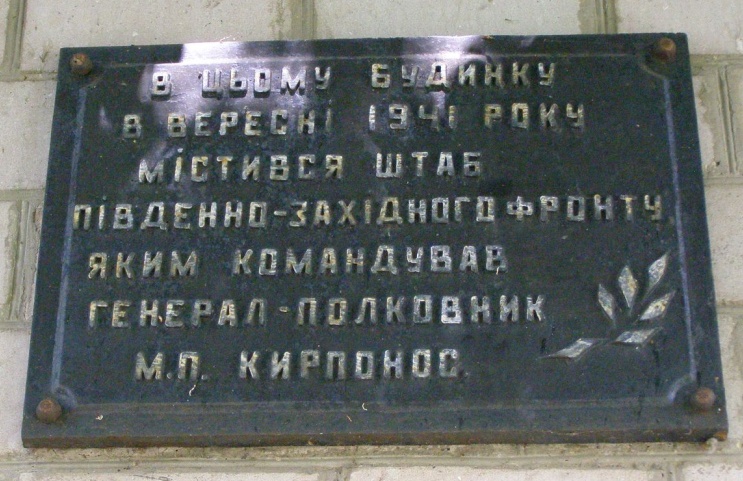 В ЦЬОМУ БУДИНКУ
В ВЕРЕСНІ 1941 РОКУ
МІСТИВСЯ ШТАБ
ПІВДЕННО-ЗАХІДНОГО ФРОНТУ,
ЯКИМ КОМАНДУВАВ
ГЕНЕРАЛ-ПОЛКОВНИК
М.П. КИРПОНОС.